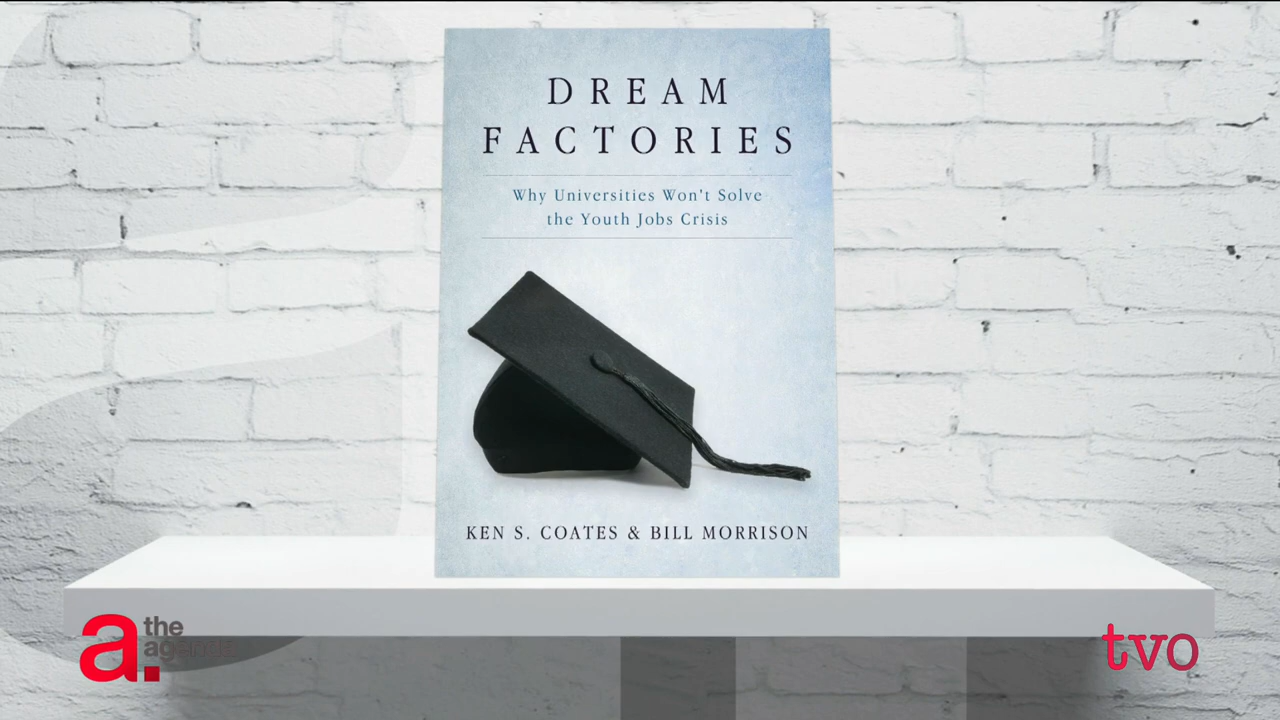 DREAM
FACTORIES
Why Universities Won't Solve
the Youth Jobs Crisis
KEN S. COATES & BILL MORRISON
a. the
agenda
tvo